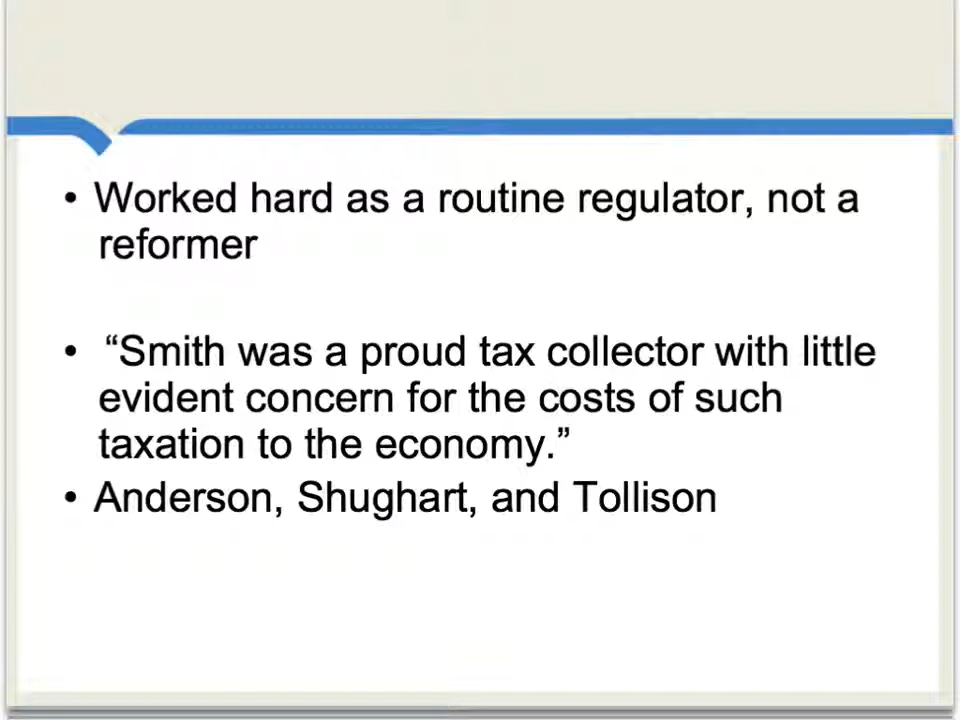 • Worked hard as a routine regulator, not a
reformer
• “Smith was a proud tax collector with little
evident concern for the costs of such
taxation to the economy.”
• Anderson, Shughart, and Tollison